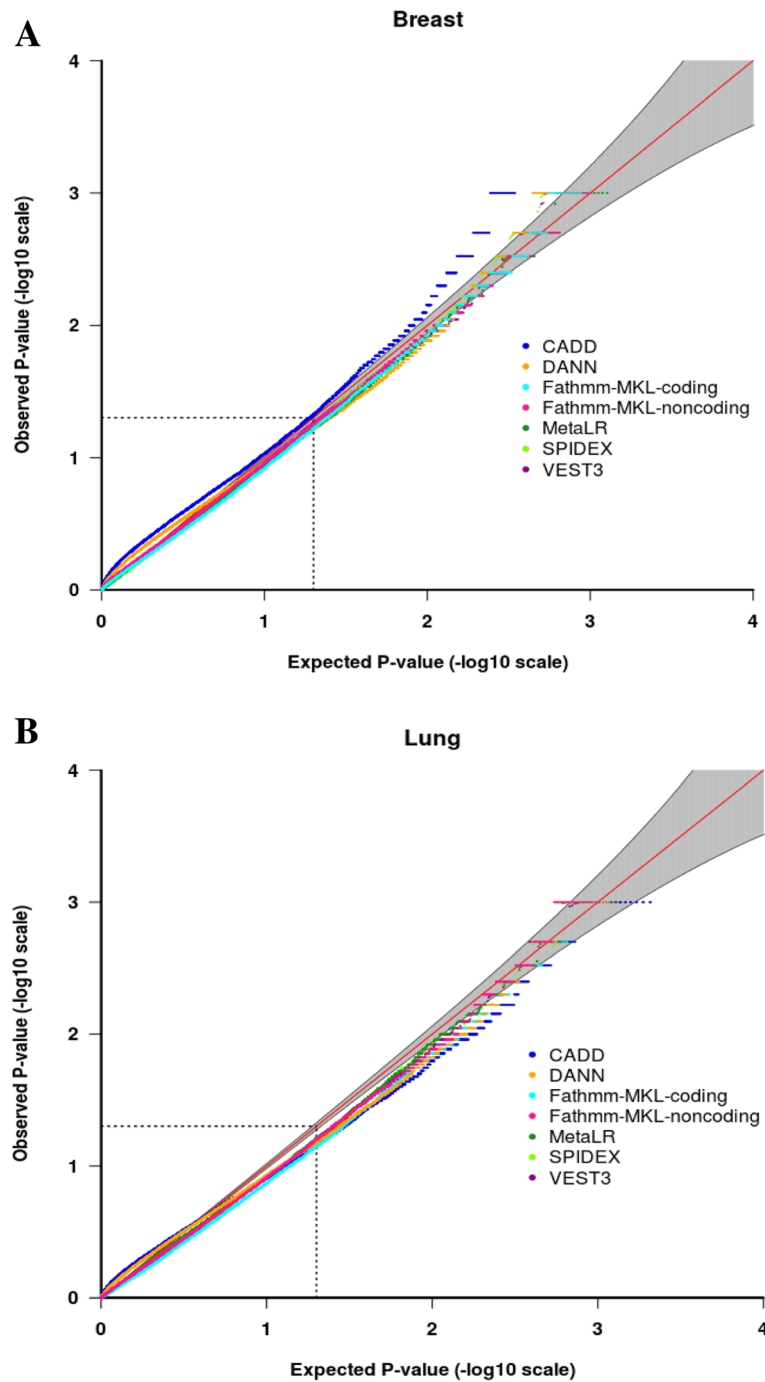 A
Breast
4
3
2
1
0
Observed P-value (-log10 scale)
CADD
DANN
Fathmm-MKL-coding
Fathmm-MKL-noncoding
MetaLR
SPIDEX
VEST3
0 1 2 3 4
Expected P-value (-log10 scale)
B
Lung
4
3
2
1
0
Observed P-value (-log10 scale)
CADD
DANN
Fathmm-MKL-coding
Fathmm-MKL-noncoding
MetaLR
SPIDEX
VEST3
0 1 2 3 4
Expected P-value (-log10 scale)